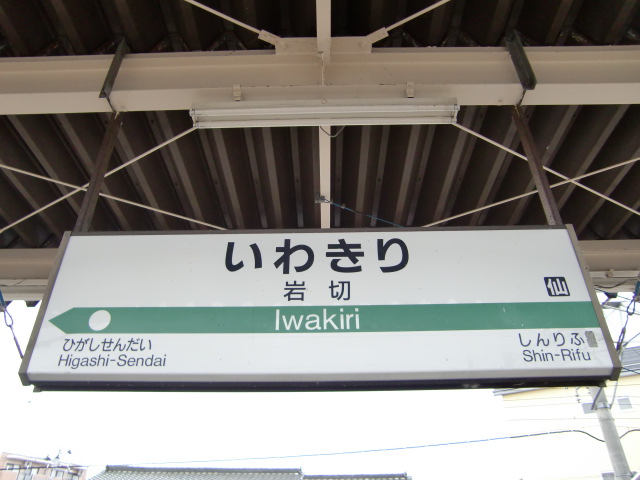 いわきり
岩切
仙
Iwakiri
ひがしせんだい
Higashi-Sendai
しんりふ
Shin-Rifu